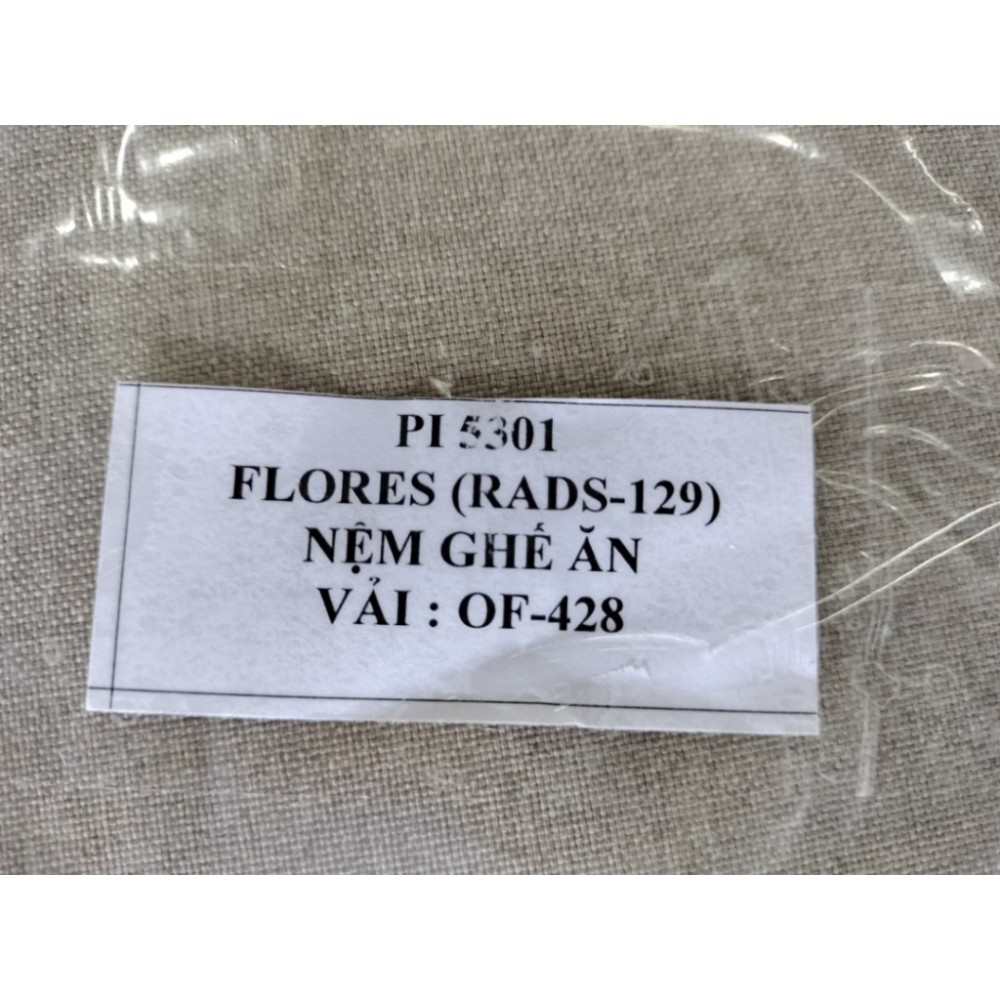 PI 5301
FLORES (RADS-129)
NỆM GHẾ ĂN
VẢI : OF-428